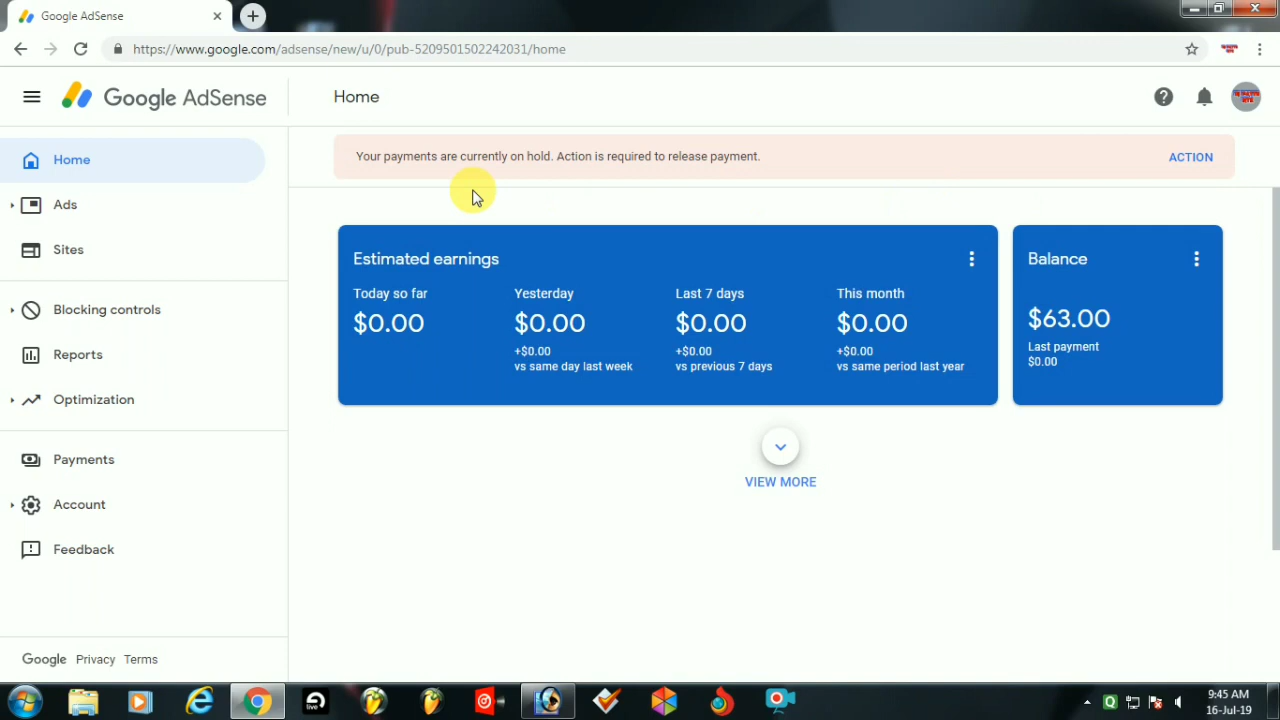 Google AdSense
https://www.google.com/adsense/new/u/0/pub-5209501502242031/home
Google AdSense
Home
Home
Ads
Sites
Blocking controls
Reports
Optimization
Payments
Account
Feedback
Google Privacy Terms
Your payments are currently on hold. Action is required to release payment.
ACTION
Estimated earnings
Today so far Yesterday Last 7 days This month
$0.00 $0.00 $0.00 $0.00
+$0.00 +$0.00 +$0.00
vs same day last week vs previous 7 days vs same period last year
Balance
$63.00
Last payment
$0.00
VIEW MORE
live
9:45 AM
16-Jul-19